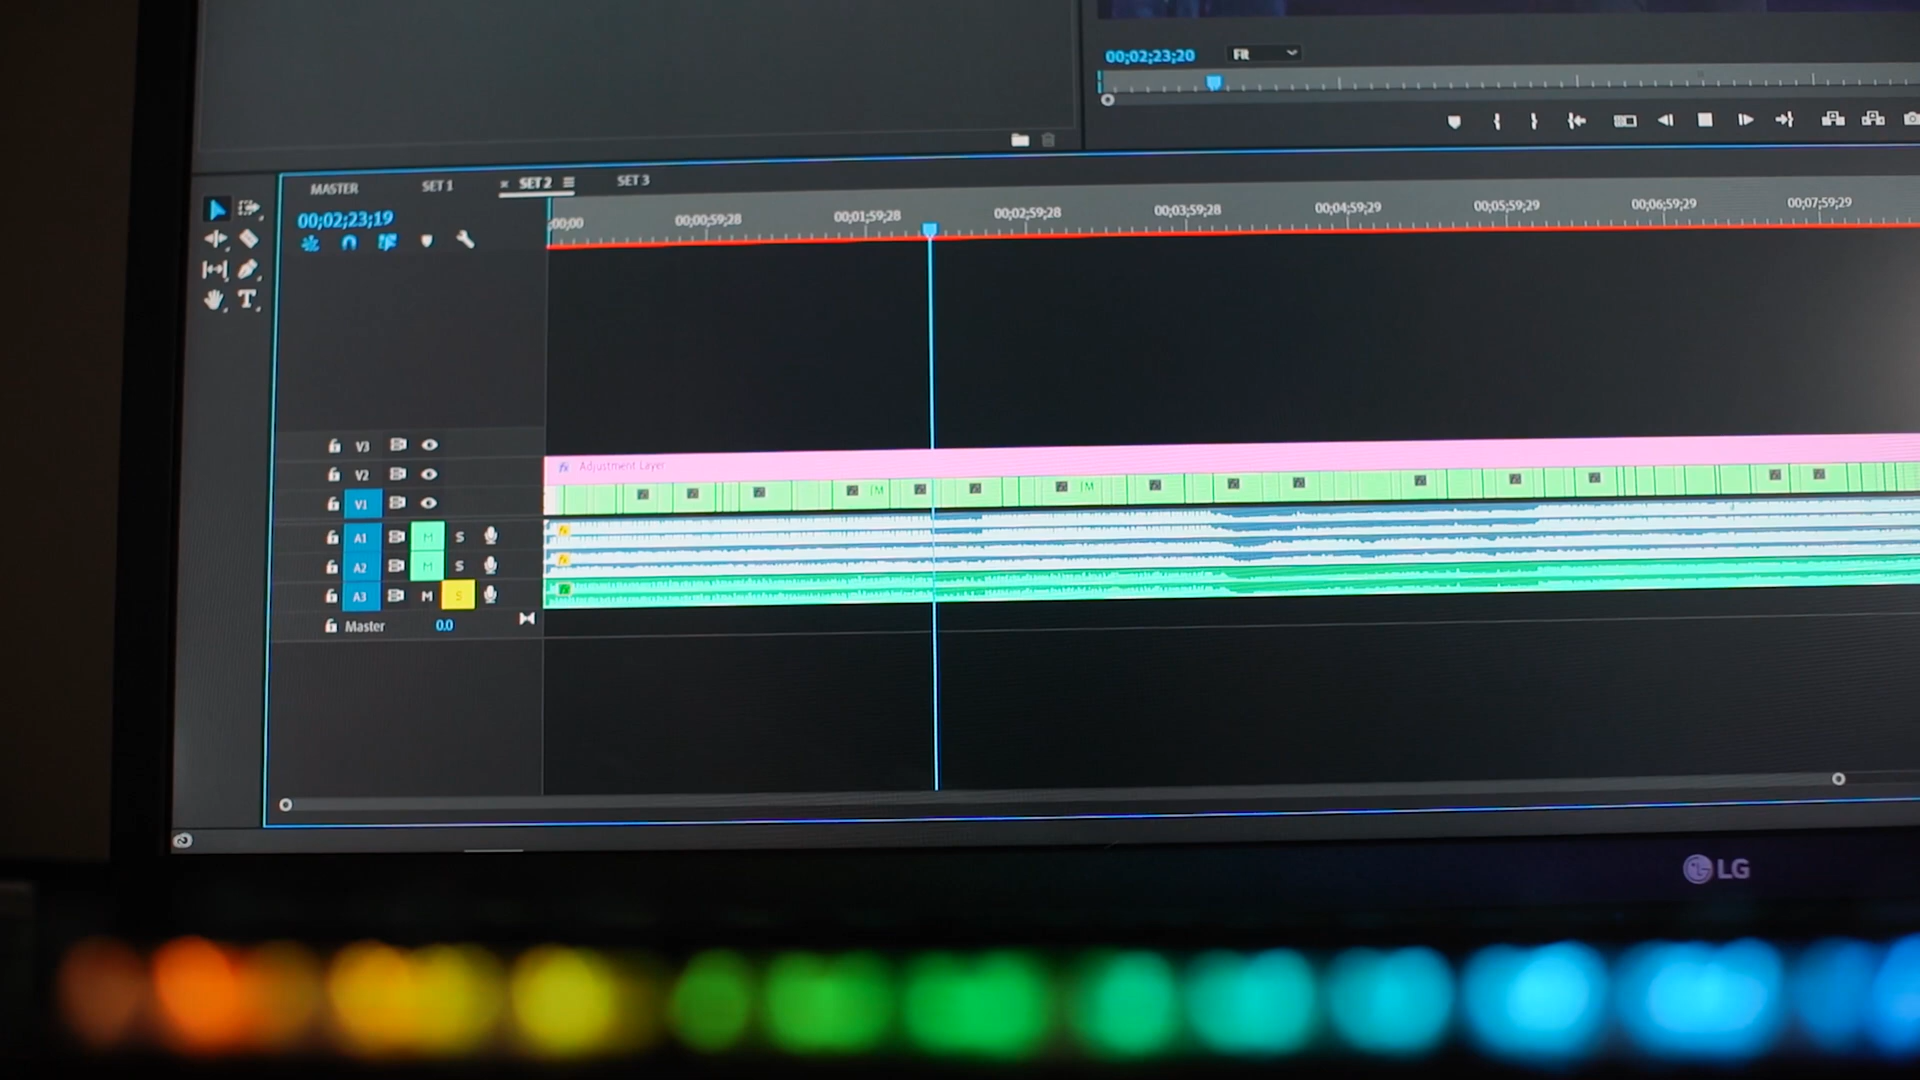 00;02;23;20 Fit
MASTER SET 1 × SET 2 SET 3
00;02;23;19
;00;00 00;00;59;28 00;01;59;28 00;02;59;28 00;03;59;28 00;04;59;29 00;05;59;29 00;06;59;29 00;07;59;29
T
V3
V2 fx Adjustment Layer
V1
A1 M S
A2 M S
A3 M S
Master 0.0
LG